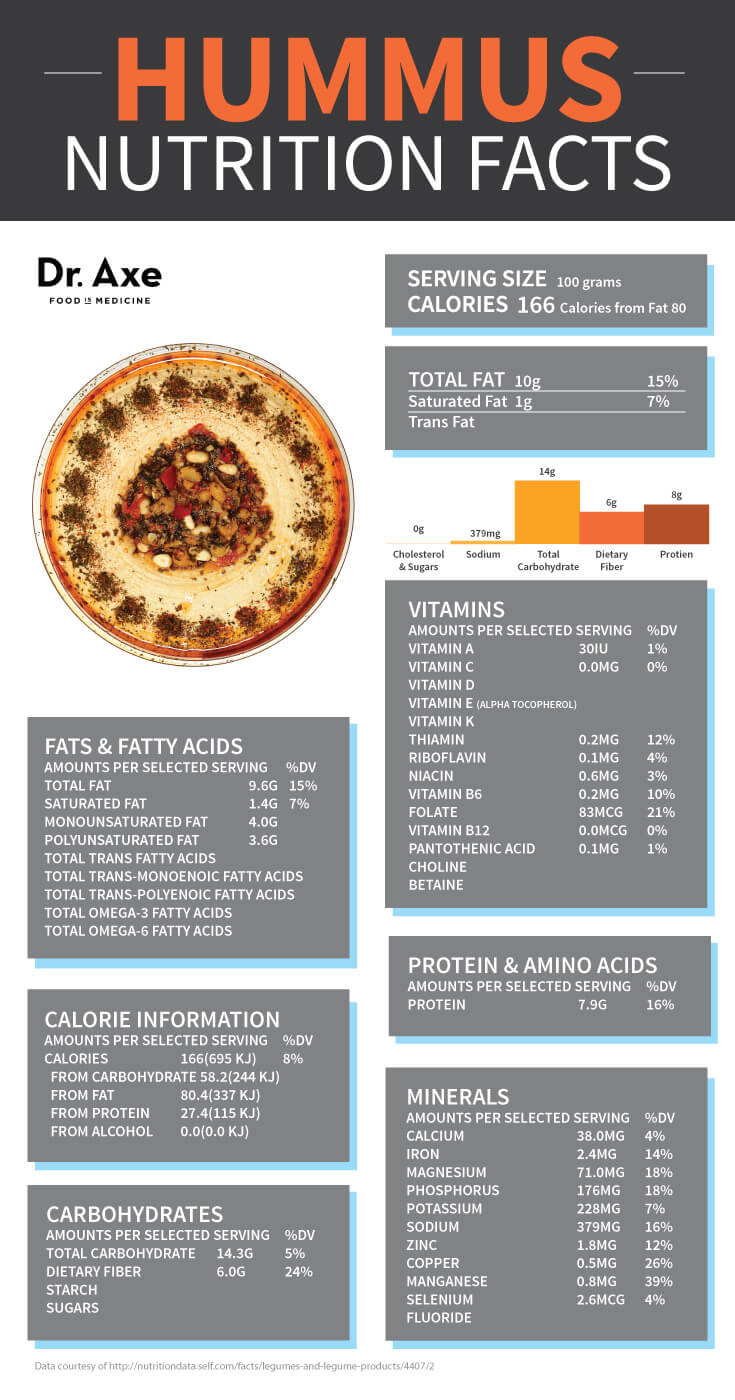 HUMMUS
NUTRITION FACTS
Dr. Axe
FOOD IS MEDICINE
SERVING SIZE 100 grams
CALORIES 166 Calories from Fat 80
TOTAL FAT 10g 15%
Saturated Fat 1g 7%
Trans Fat
14g
8g
6g
0g
379mg
Cholesterol & Sugars
Sodium
Total Carbohydrate
Dietary Fiber
Protien
VITAMINS
AMOUNTS PER SELECTED SERVING %DV
VITAMIN A 30IU 1%
VITAMIN C 0.0MG 0%
VITAMIN D
VITAMIN E (ALPHA TOCOPHEROL)
VITAMIN K
THIAMIN 0.2MG 12%
RIBOFLAVIN 0.1MG 4%
NIACIN 0.6MG 3%
VITAMIN B6 0.2MG 10%
FOLATE 83MCG 21%
VITAMIN B12 0.0MCG 0%
PANTOTHENIC ACID 0.1MG 1%
CHOLINE
BETAINE
FATS & FATTY ACIDS
AMOUNTS PER SELECTED SERVING %DV
TOTAL FAT 9.6G 15%
SATURATED FAT 1.4G 7%
MONOUNSATURATED FAT 4.0G
POLYUNSATURATED FAT 3.6G
TOTAL TRANS FATTY ACIDS
TOTAL TRANS-MONOENOIC FATTY ACIDS
TOTAL TRANS-POLYENOIC FATTY ACIDS
TOTAL OMEGA-3 FATTY ACIDS
TOTAL OMEGA-6 FATTY ACIDS
PROTEIN & AMINO ACIDS
AMOUNTS PER SELECTED SERVING %DV
PROTEIN 7.9G 16%
CALORIE INFORMATION
AMOUNTS PER SELECTED SERVING %DV
CALORIES 166(695 KJ) 8%
FROM CARBOHYDRATE 58.2(244 KJ)
FROM FAT 80.4(337 KJ)
FROM PROTEIN 27.4(115 KJ)
FROM ALCOHOL 0.0(0.0 KJ)
MINERALS
AMOUNTS PER SELECTED SERVING %DV
CALCIUM 38.0MG 4%
IRON 2.4MG 14%
MAGNESIUM 71.0MG 18%
PHOSPHORUS 176MG 18%
POTASSIUM 228MG 7%
SODIUM 379MG 16%
ZINC 1.8MG 12%
COPPER 0.5MG 26%
MANGANESE 0.8MG 39%
SELENIUM 2.6MCG 4%
FLUORIDE
CARBOHYDRATES
AMOUNTS PER SELECTED SERVING %DV
TOTAL CARBOHYDRATE 14.3G 5%
DIETARY FIBER 6.0G 24%
STARCH
SUGARS
Data courtesy of http://nutritiondata.self.com/facts/legumes-and-legume-products/4407/2